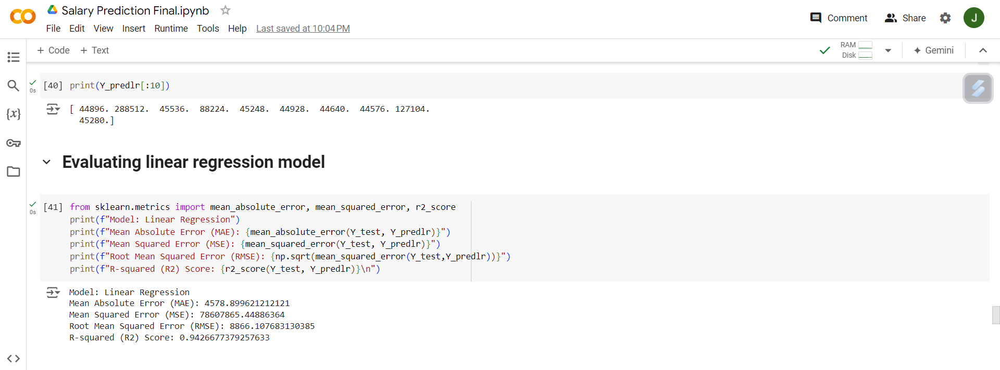 Salary Prediction Final.ipynb
File Edit View Insert Runtime Tools Help Last saved at 10:04 PM
Comment Share J
+ Code + Text
RAM
Disk
Gemini
[40] print(Y_predlr[:10])
0s
[ 44896. 288512. 45536. 88224. 45248. 44928. 44640. 44576. 127104.
45280.]
{x}
Evaluating linear regression model
[41] from sklearn.metrics import mean_absolute_error, mean_squared_error, r2_score
0s
print(f"Model: Linear Regression")
print(f"Mean Absolute Error (MAE): {mean_absolute_error(Y_test, Y_predlr)}")
print(f"Mean Squared Error (MSE): {mean_squared_error(Y_test, Y_predlr)}")
print(f"Root Mean Squared Error (RMSE): {np.sqrt(mean_squared_error(Y_test,Y_predlr))}")
print(f"R-squared (R2) Score: {r2_score(Y_test, Y_predlr)}\n")
Model: Linear Regression
Mean Absolute Error (MAE): 4578.899621212121
Mean Squared Error (MSE): 78607865.44886364
Root Mean Squared Error (RMSE): 8866.107683130385
R-squared (R2) Score: 0.9426677379257633